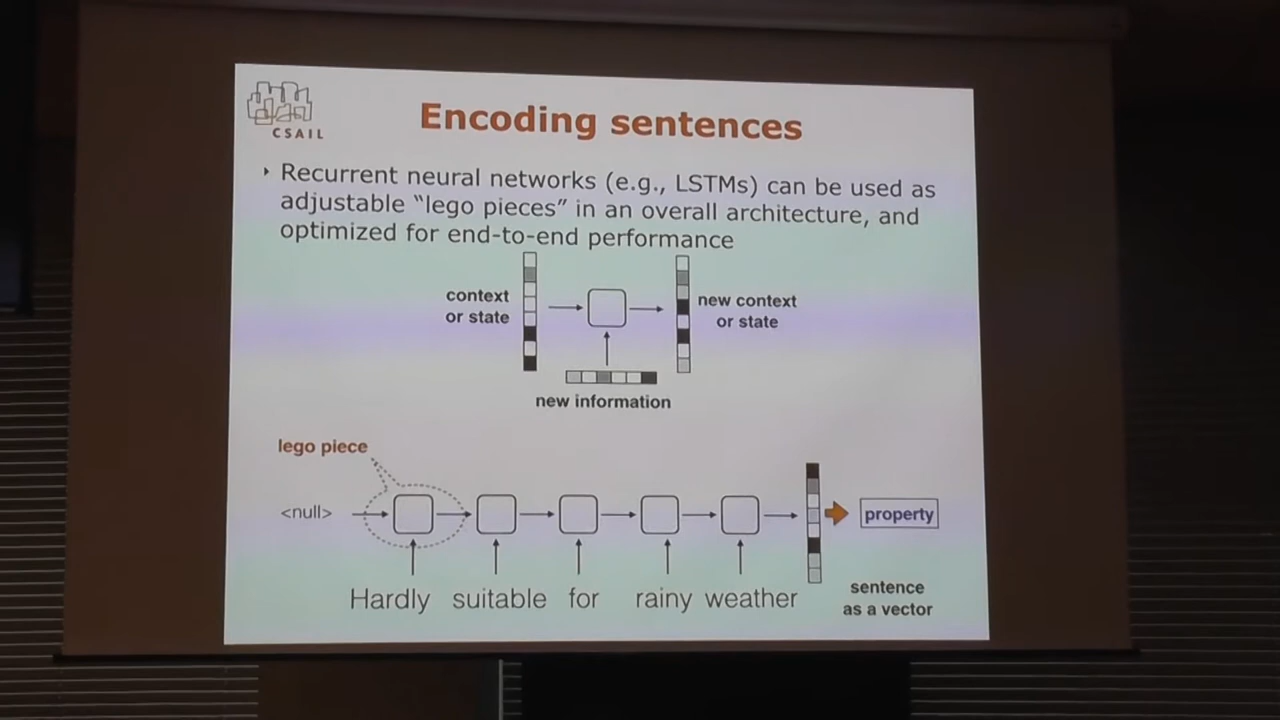 CSAIL
Encoding sentences
Recurrent neural networks (e.g., LSTMs) can be used as
adjustable “lego pieces” in an overall architecture, and
optimized for end-to-end performance
context
or state
new context
or state
new information
lego piece
<null>
property
Hardly suitable for rainy weather
sentence
as a vector